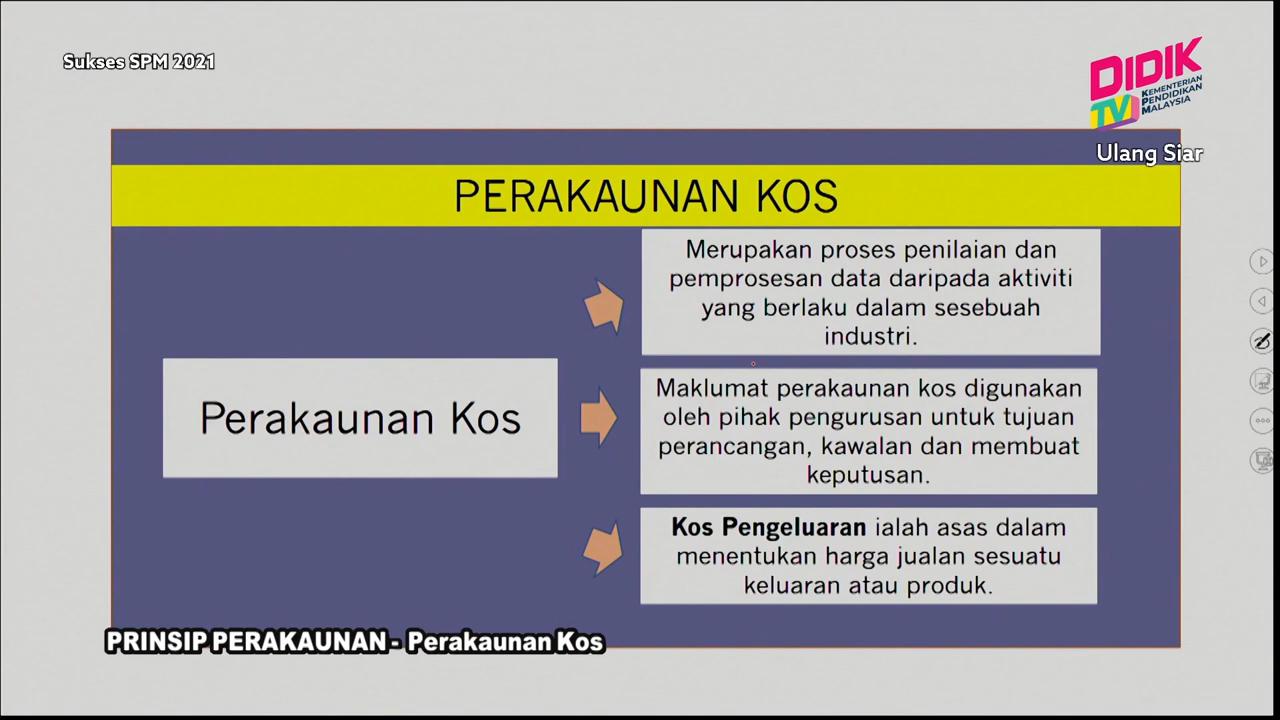 Sukses SPM 2021
DIDIK
TV
KEMENTERIAN
PENDIDIKAN
MALAYSIA
Ulang Siar
PERAKAUNAN KOS
Merupakan proses penilaian dan
pemprosesan data daripada aktiviti
yang berlaku dalam sesebuah
industri.
Perakaunan Kos
Maklumat perakaunan kos digunakan
oleh pihak pengurusan untuk tujuan
perancangan, kawalan dan membuat
keputusan.
Kos Pengeluaran ialah asas dalam
menentukan harga jualan sesuatu
keluaran atau produk.
PRINSIP PERAKAUNAN - Perakaunan Kos